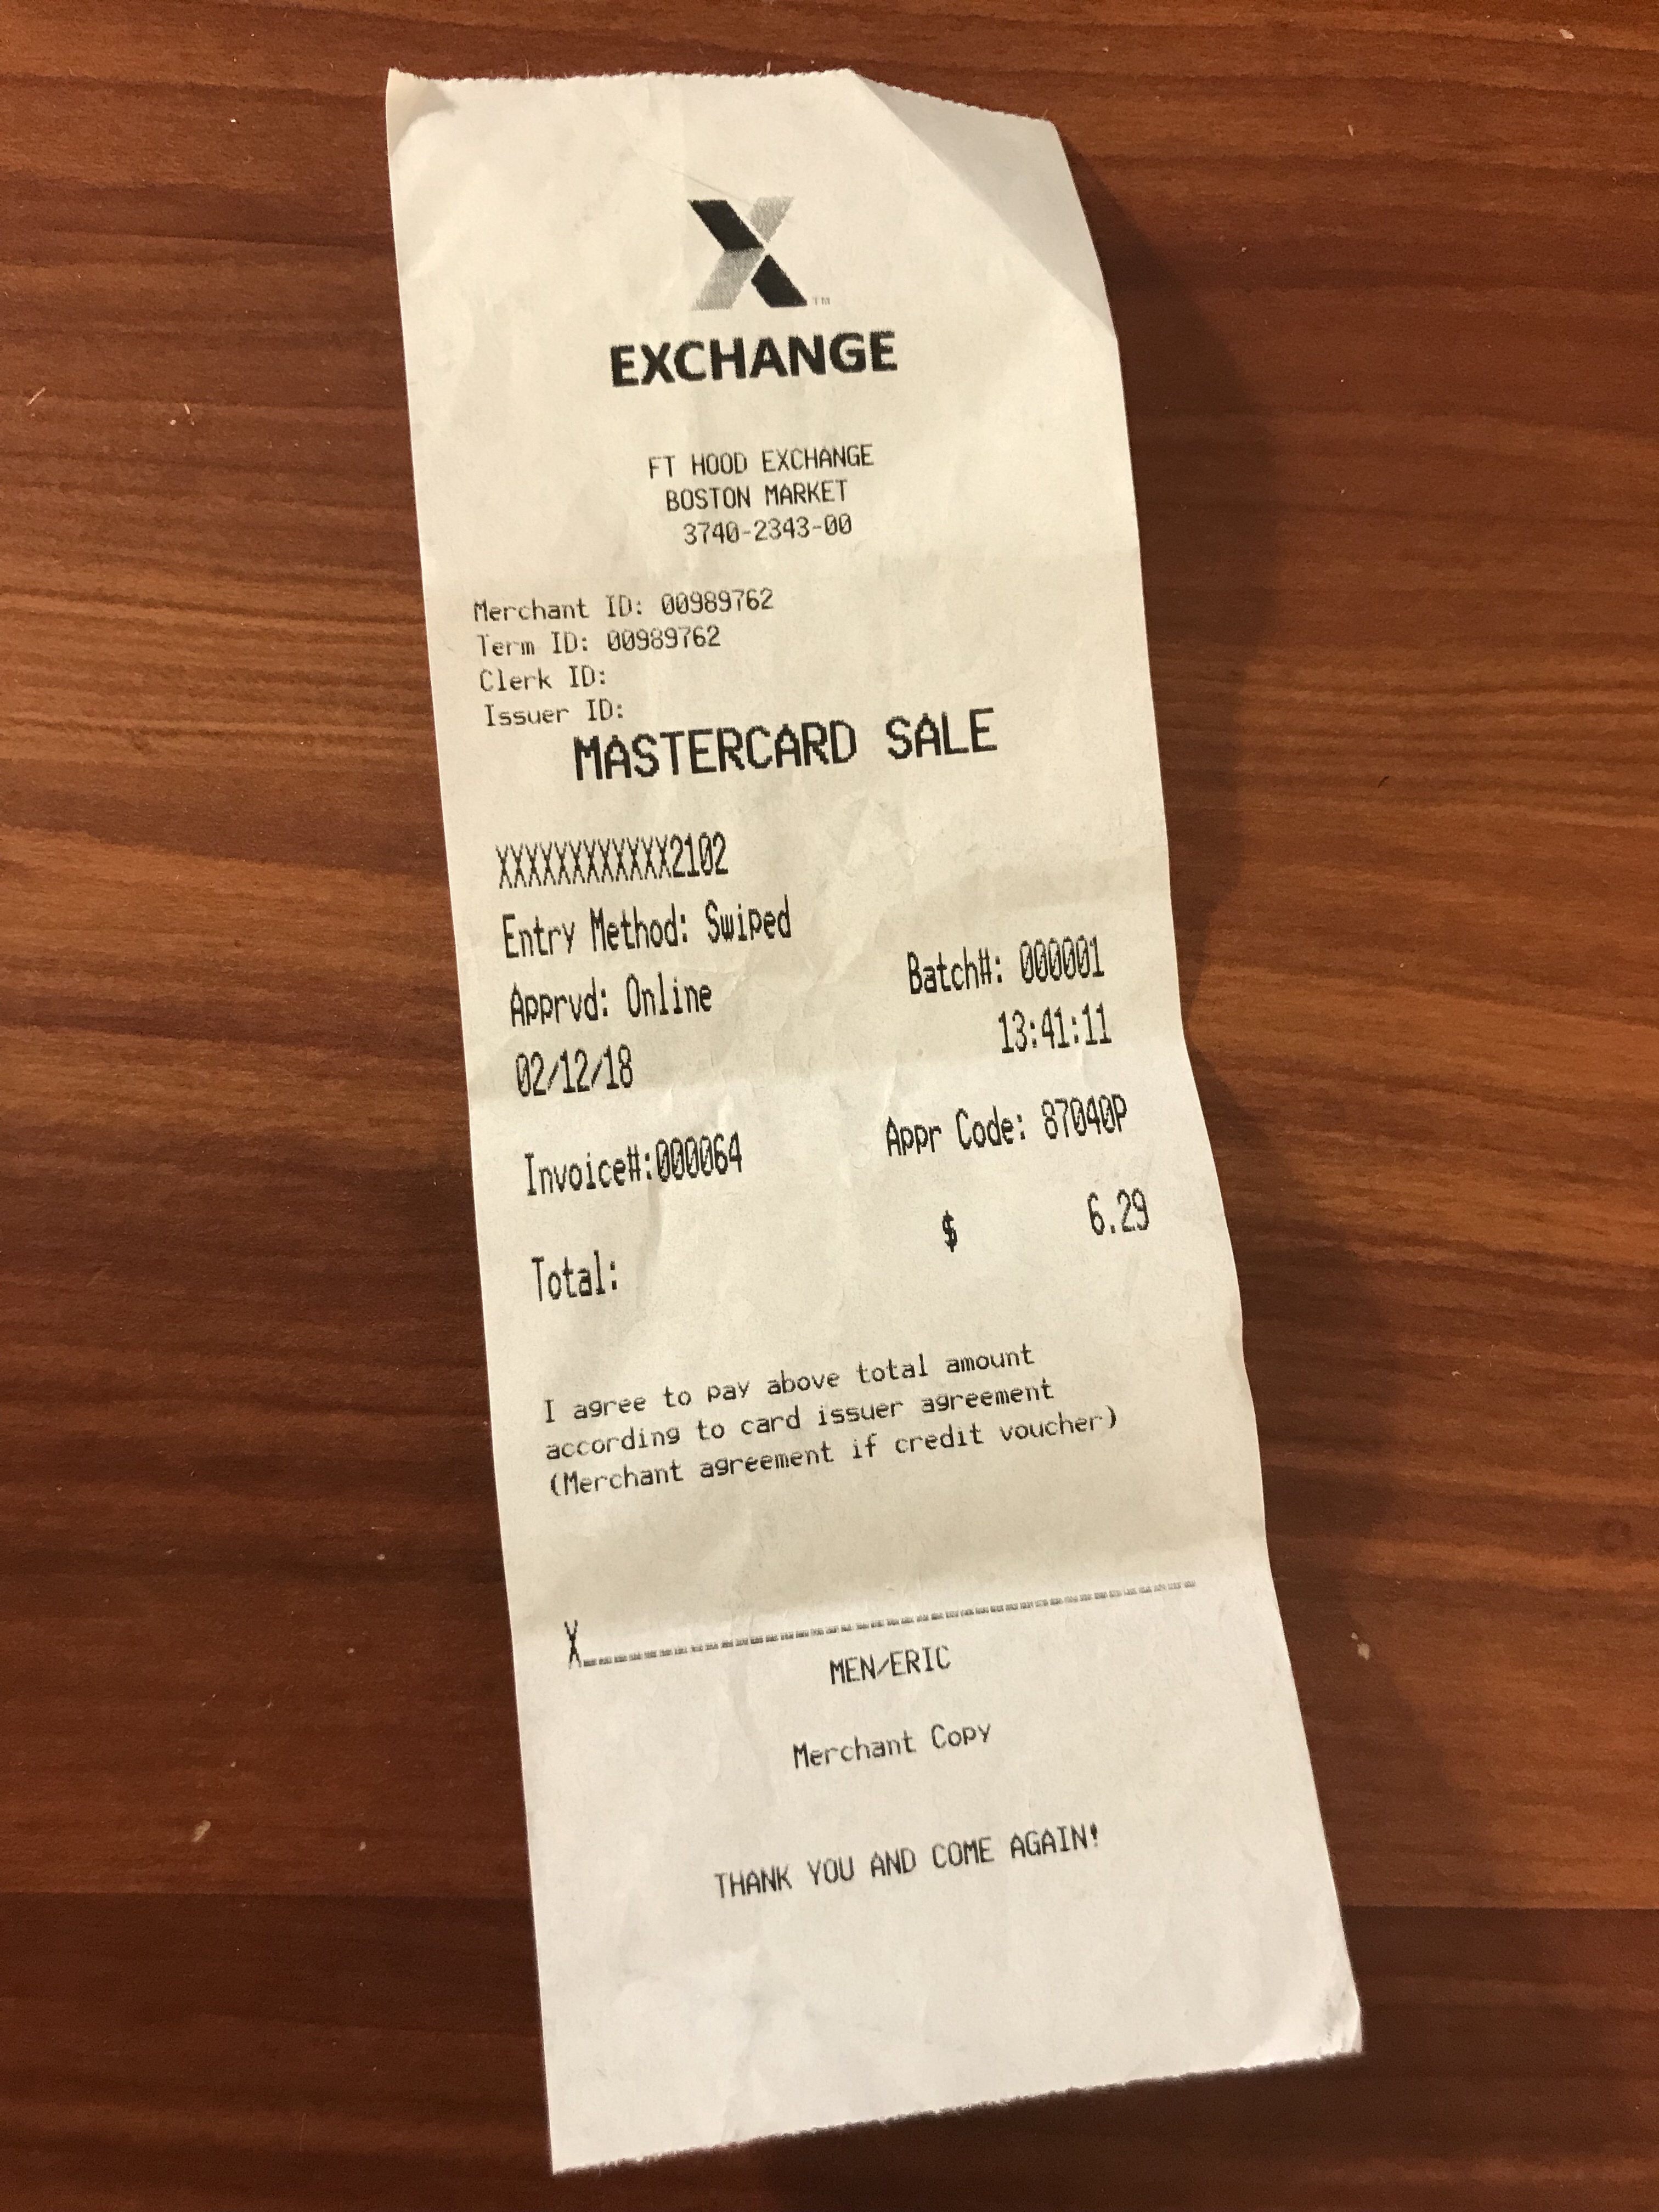 X™
EXCHANGE
FT HOOD EXCHANGE
BOSTON MARKET
3740-2343-00
Merchant ID: 00989762
Term ID: 00989762
Clerk ID:
Issuer ID:
MASTERCARD SALE
XXXXXXXXXXXX2102
Entry Method: Swiped
Apprvd: Online Batch#: 000001
02/12/18 13:41:11
Invoice#:000064 Appr Code: 87040P
Total: $ 6.29
I agree to pay above total amount
according to card issuer agreement
(Merchant agreement if credit voucher)
X
MEN/ERIC
Merchant Copy
THANK YOU AND COME AGAIN!